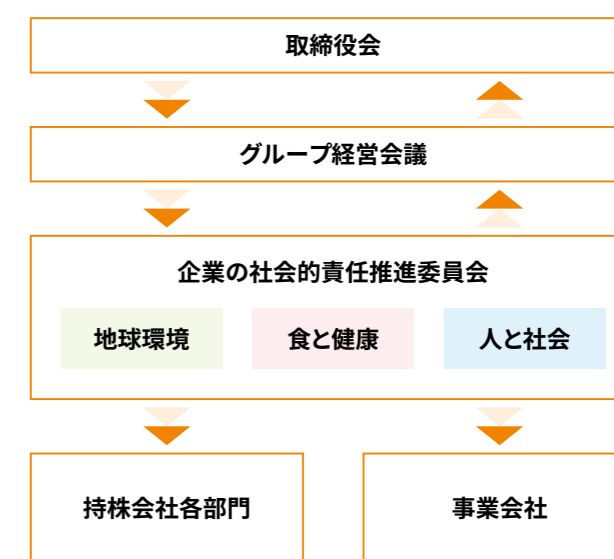 取締役会
グループ経営会議
企業の社会的責任推進委員会
地球環境
食と健康
人と社会
持株会社各部門
事業会社